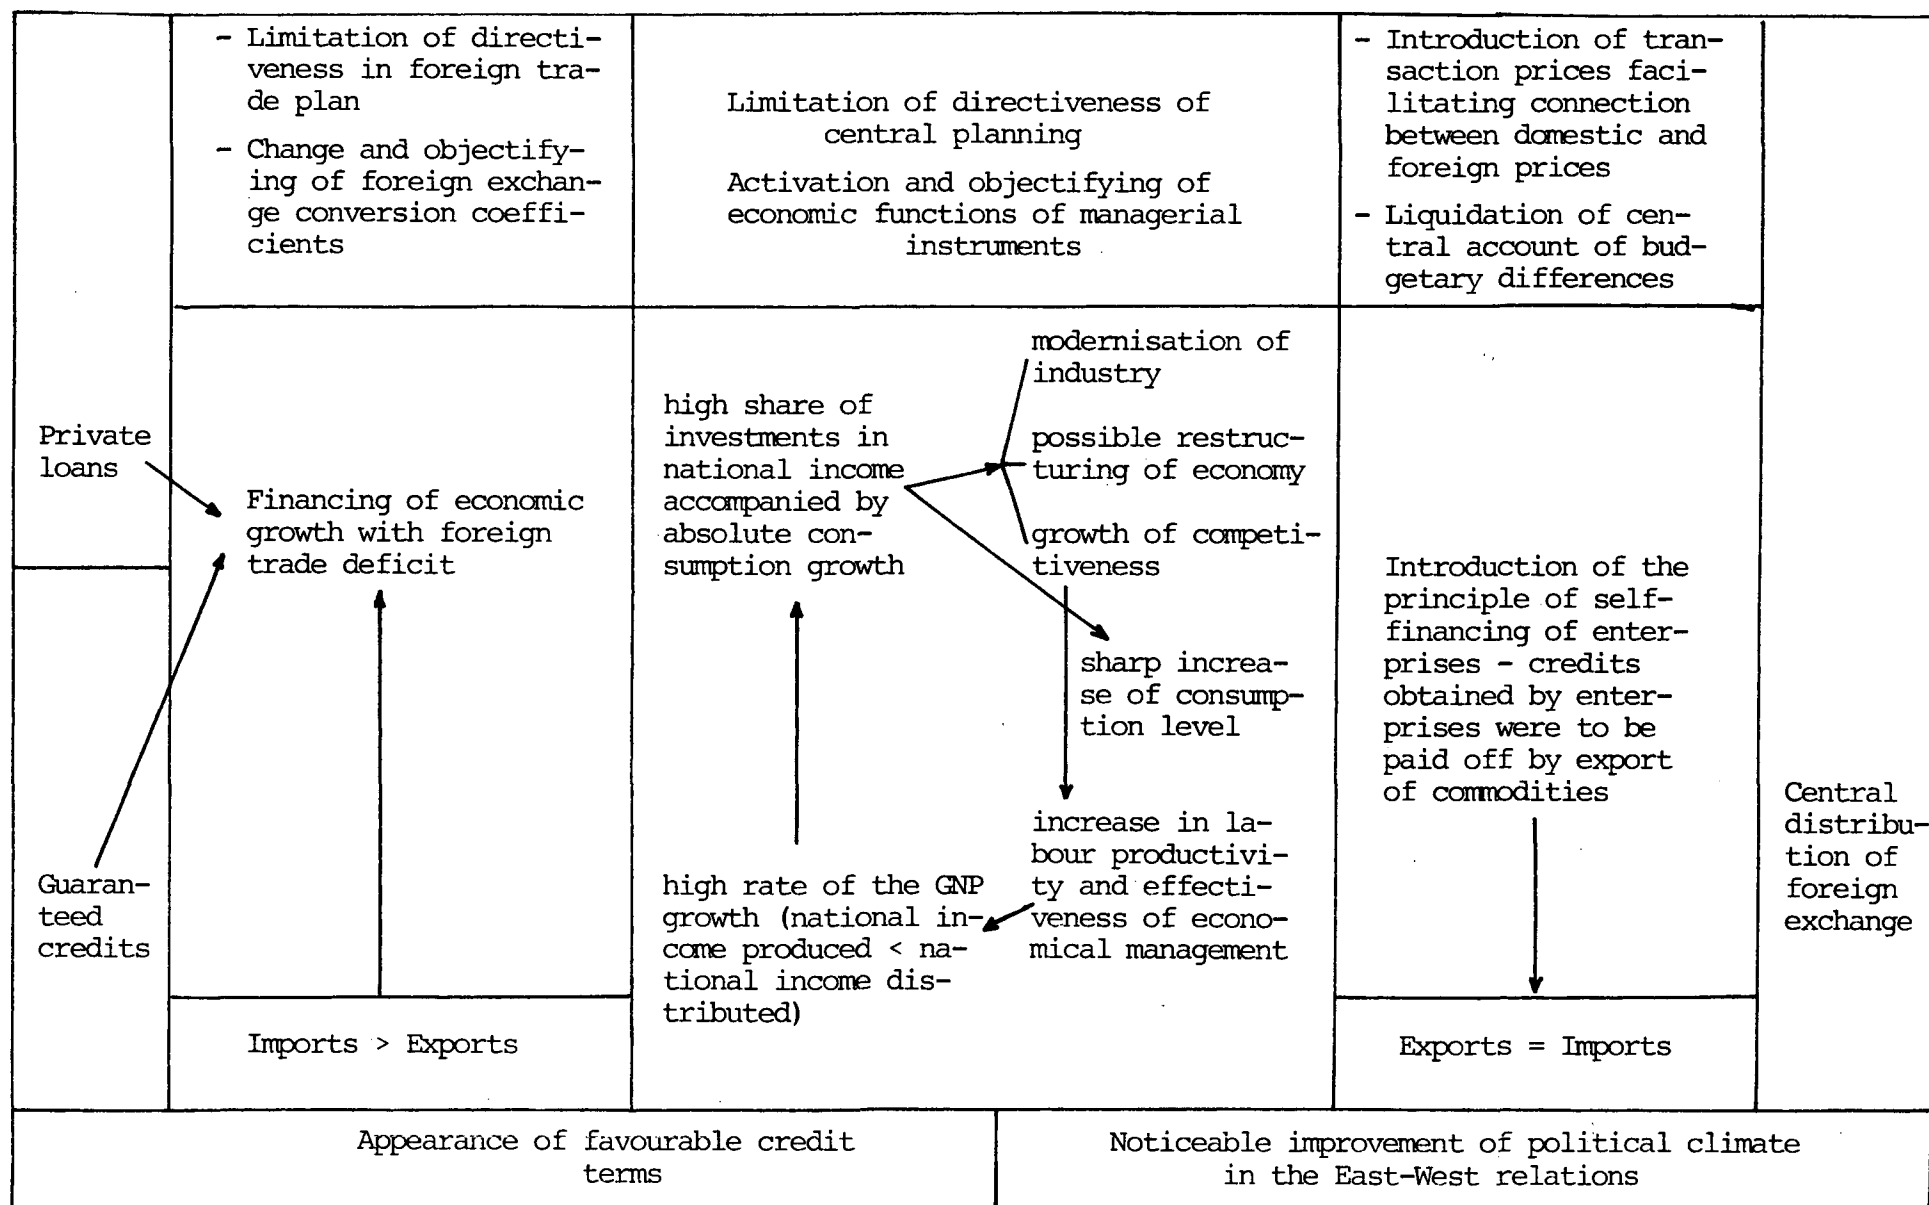 - Limitation of directi-
veness in foreign tra-
de plan
- Change and objectify-
ing of foreign exchan-
ge conversion coeffi-
cients
Limitation of directiveness of
central planning
Activation and objectifying of
economic functions of managerial
instruments
- Introduction of tran-
saction prices faci-
litating connection
between domestic and
foreign prices
- Liquidation of cen-
tral account of bud-
getary differences
Private
loans
Guaran-
teed
credits
Financing of economic
growth with foreign
trade deficit
Imports > Exports
high share of
investments in
national income
accompanied by
absolute con-
sumption growth
modernisation of
industry
possible restruc-
turing of economy
growth of competi-
tiveness
sharp increa-
se of consump-
tion level
increase in la-
bour productivi-
ty and effecti-
veness of econo-
mical management
high rate of the GNP
growth (national in-
come produced < na-
tional income dis-
tributed)
Introduction of the
principle of self-
financing of enter-
prises - credits
obtained by enter-
prises were to be
paid off by export
of commodities
Exports = Imports
Central
distribu-
tion of
foreign
exchange
Appearance of favourable credit
terms
Noticeable improvement of political climate
in the East-West relations